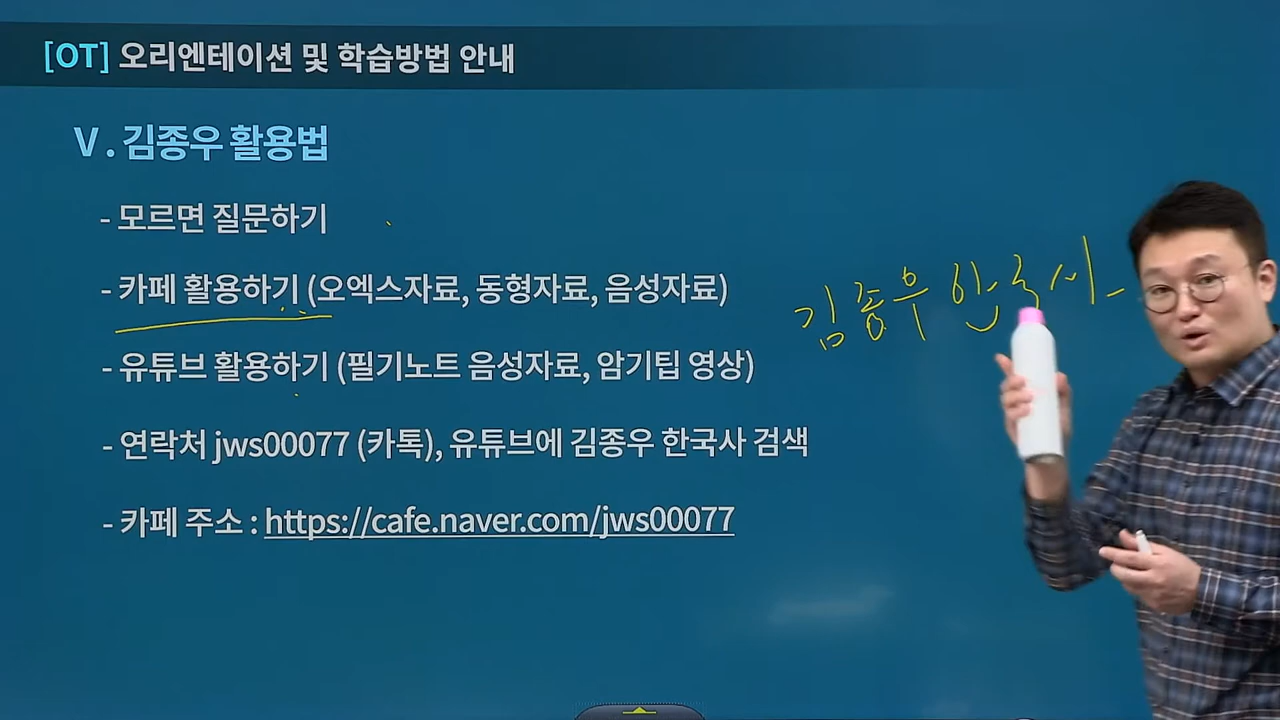 [OT] 오리엔테이션 및 학습방법 안내
V. 김종우 활용법
- 모르면 질문하기
- 카페 활용하기 (오엑스자료, 동형자료, 음성자료)
김종우 한국사
- 유튜브 활용하기 (필기노트 음성자료, 암기팁 영상)
- 연락처 jws00077 (카톡), 유튜브에 김종우 한국사 검색
- 카페 주소 : https://cafe.naver.com/jws00077